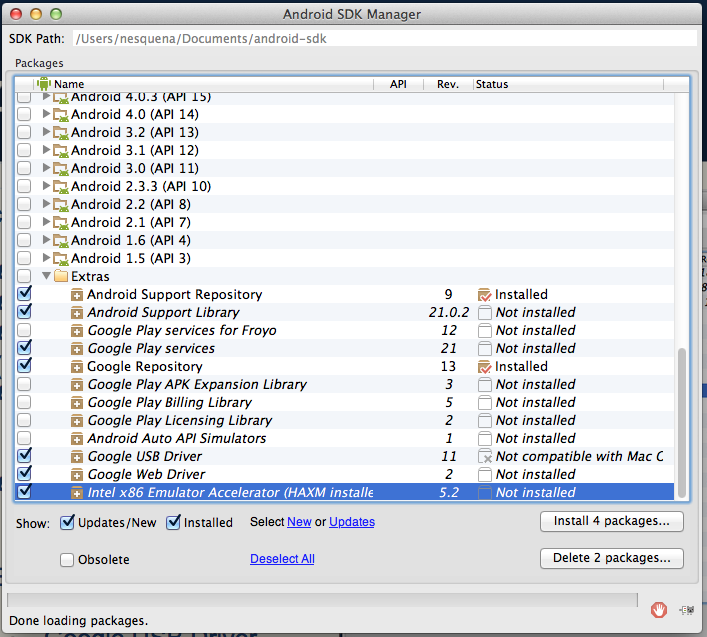 Android SDK Manager
SDK Path: /Users/nesquena/Documents/android-sdk
Packages
Name API Rev. Status
Android 4.0.3 (API 15)
Android 4.0 (API 14)
Android 3.2 (API 13)
Android 3.1 (API 12)
Android 3.0 (API 11)
Android 2.3.3 (API 10)
Android 2.2 (API 8)
Android 2.1 (API 7)
Android 1.6 (API 4)
Android 1.5 (API 3)
Extras
Android Support Repository 9 Installed
Android Support Library 21.0.2 Not installed
Google Play services for Froyo 12 Not installed
Google Play services 21 Not installed
Google Repository 13 Installed
Google Play APK Expansion Library 3 Not installed
Google Play Billing Library 5 Not installed
Google Play Licensing Library 2 Not installed
Android Auto API Simulators 1 Not installed
Google USB Driver 11 Not compatible with Mac O
Google Web Driver 2 Not installed
Intel x86 Emulator Accelerator (HAXM installe 5.2 Not installed
Show: Updates/New Installed Select New or Updates Install 4 packages...
Obsolete Deselect All Delete 2 packages...
Done loading packages.
Google USB Driver